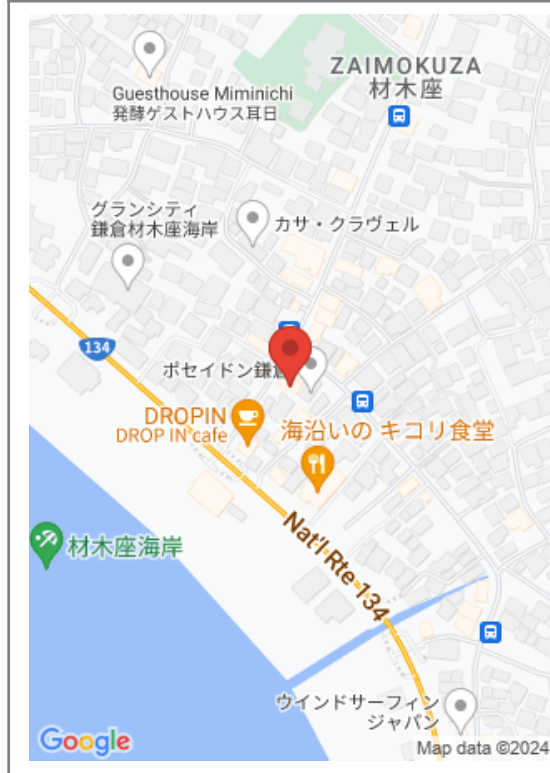 ZAIMOKUZA
材木座
Guesthouse Miminichi
発酵ゲストハウス耳日
グランシティ
鎌倉材木座海岸
カサ・クラヴェル
134
ポセイドン鎌倉
DROPIN
DROP IN cafe
海沿いの キコリ食堂
Nat'l Rte 134
材木座海岸
ウインドサーフィン
ジャパン
Google
Map data ©2024